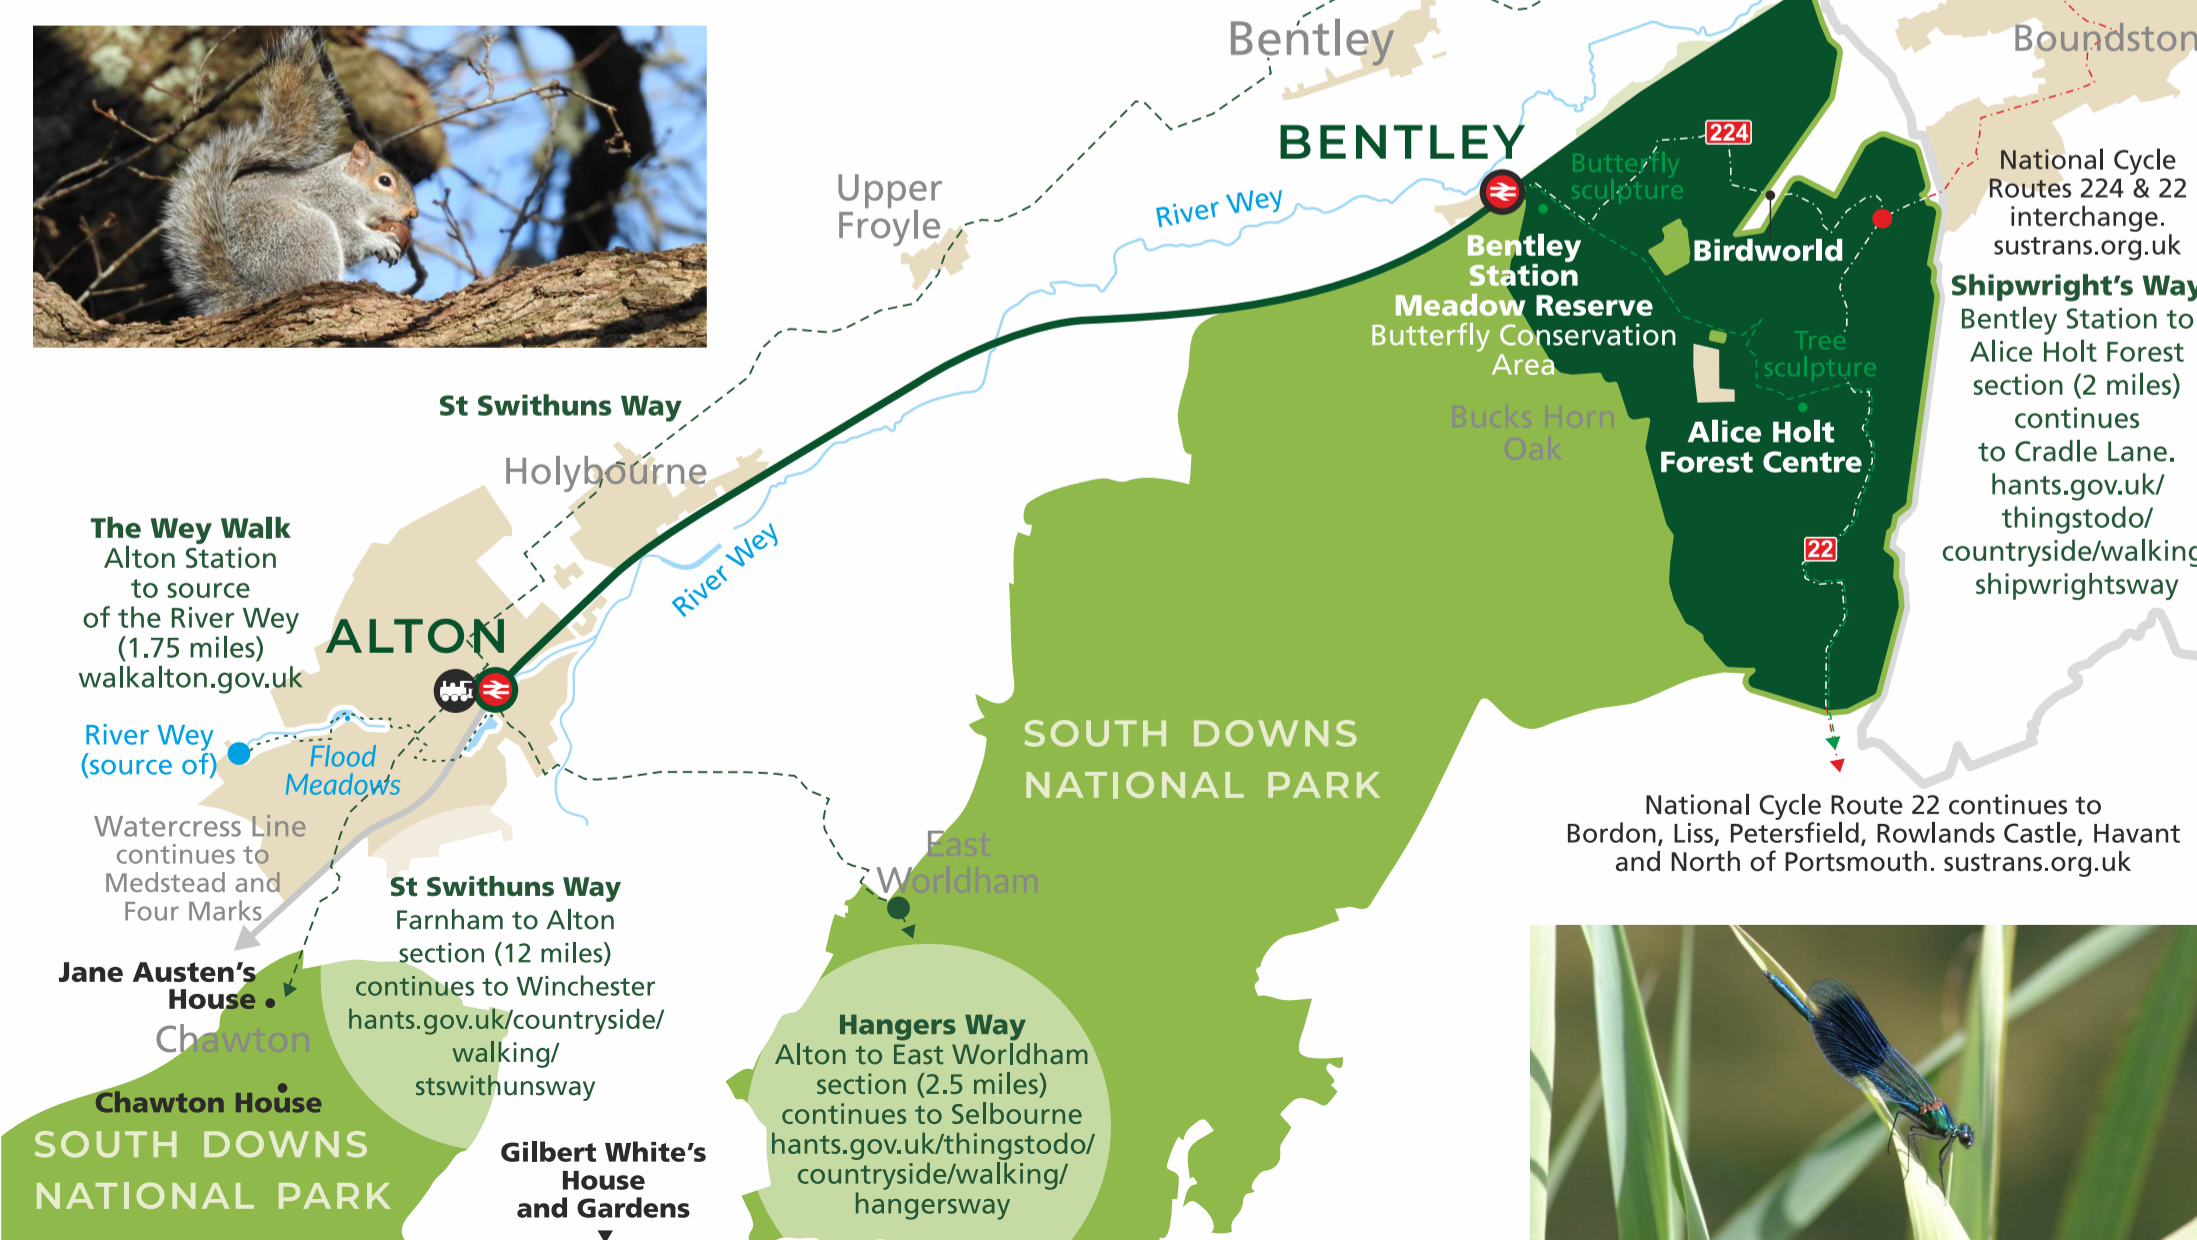 Bentley
Boundston
BENTLEY
224
Butterfly
sculpture
National Cycle
Routes 224 & 22
interchange.
sustrans.org.uk
Upper
Froyle
River Wey
Bentley
Station
Meadow Reserve
Butterfly Conservation
Area
Birdworld
Shipwright's Way
Bentley Station to
Alice Holt Forest
section (2 miles)
continues
to Cradle Lane.
hants.gov.uk/
thingstodo/
countryside/walking
shipwrightsway
Tree
sculpture
St Swithuns Way
Bucks Horn
Oak
Alice Holt
Forest Centre
Holybourne
The Wey Walk
Alton Station
to source
of the River Wey
(1.75 miles)
walkalton.gov.uk
River Wey
22
ALTON
River Wey
(source of)
Flood
Meadows
SOUTH DOWNS
NATIONAL PARK
Watercress Line
continues to
Medstead and
Four Marks
East
Worldham
National Cycle Route 22 continues to
Bordon, Liss, Petersfield, Rowlands Castle, Havant
and North of Portsmouth. sustrans.org.uk
St Swithuns Way
Farnham to Alton
section (12 miles)
continues to Winchester
hants.gov.uk/countryside/
walking/
stswithunsway
Jane Austen's
House
Chawton
Chawton House
SOUTH DOWNS
NATIONAL PARK
Hangers Way
Alton to East Worldham
section (2.5 miles)
continues to Selbourne
hants.gov.uk/thingstodo/
countryside/walking/
hangersway
Gilbert White's
House
and Gardens